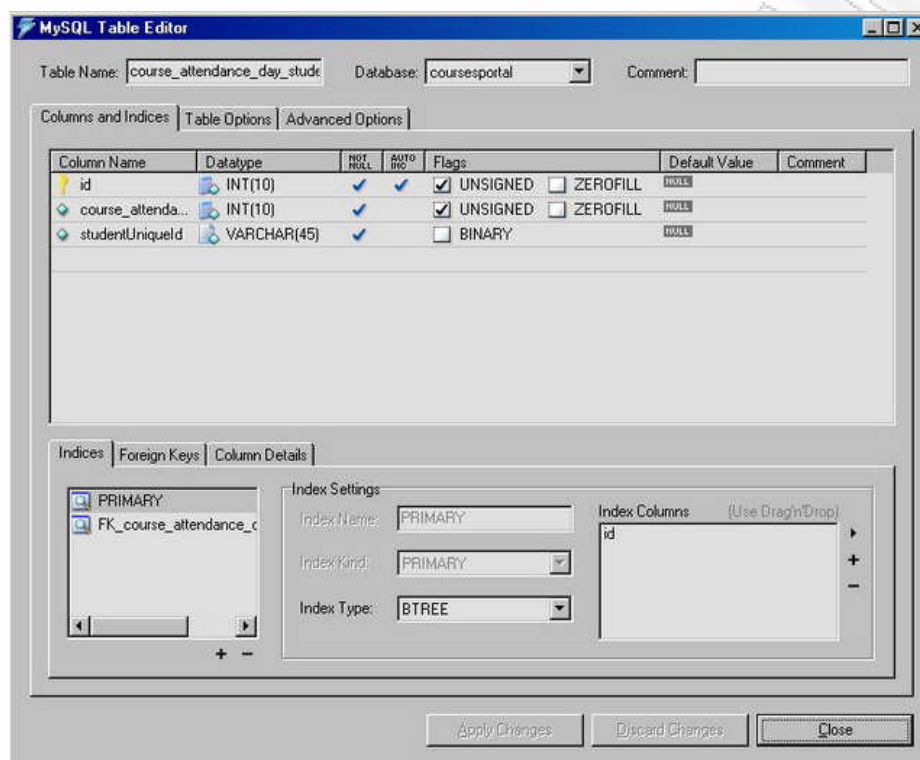 MySQL Table Editor
Table Name: course_attendance_day_stude Database: coursesportal Comment:
Columns and Indices Table Options Advanced Options
Column Name Datatype NOT NULL AUTO INC Flags Default Value Comment
id INT(10) UNSIGNED ZEROFILL NULL
course_attenda... INT(10) UNSIGNED ZEROFILL NULL
studentUniqueId VARCHAR(45) BINARY NULL
Indices Foreign Keys Column Details
PRIMARY
FK_course_attendance_c
Index Settings
Index Name: PRIMARY
Index Kind: PRIMARY
Index Type: BTREE
Index Columns (Use Drag'n'Drop)
id
Apply Changes Discard Changes Close